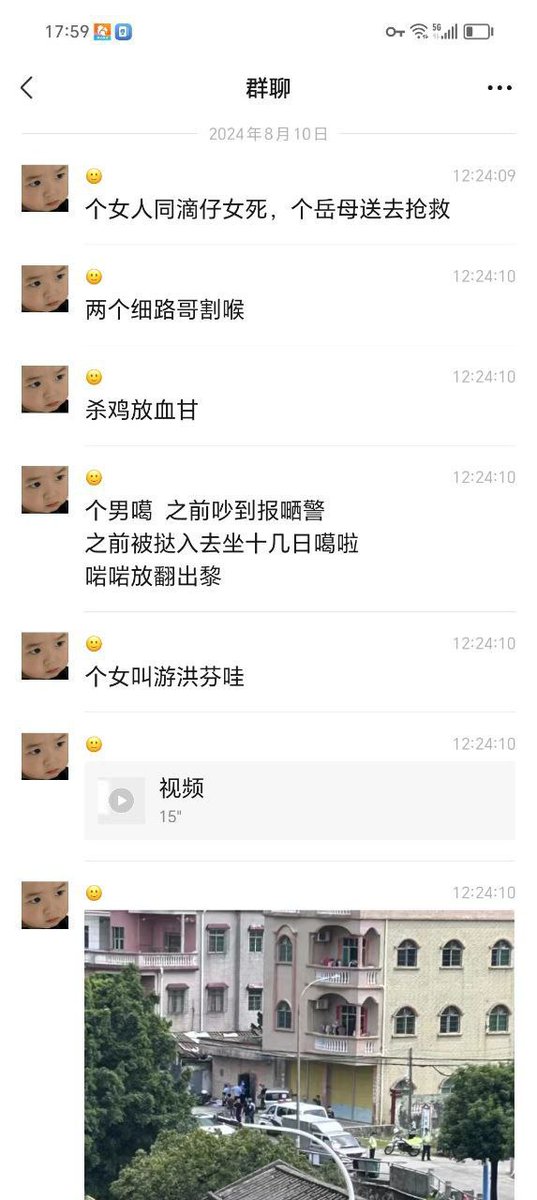 17:59
5G
群聊
2024年8月10日
12:24:09
个女人同滴仔女死，个岳母送去抢救
12:24:10
两个细路哥割喉
12:24:10
杀鸡放血甘
12:24:10
个男噶 之前吵到报嗮警
之前被挞入去坐十几日噶啦
啱啱放翻出黎
12:24:10
个女叫游洪芬哇
12:24:10
视频
15"
12:24:10